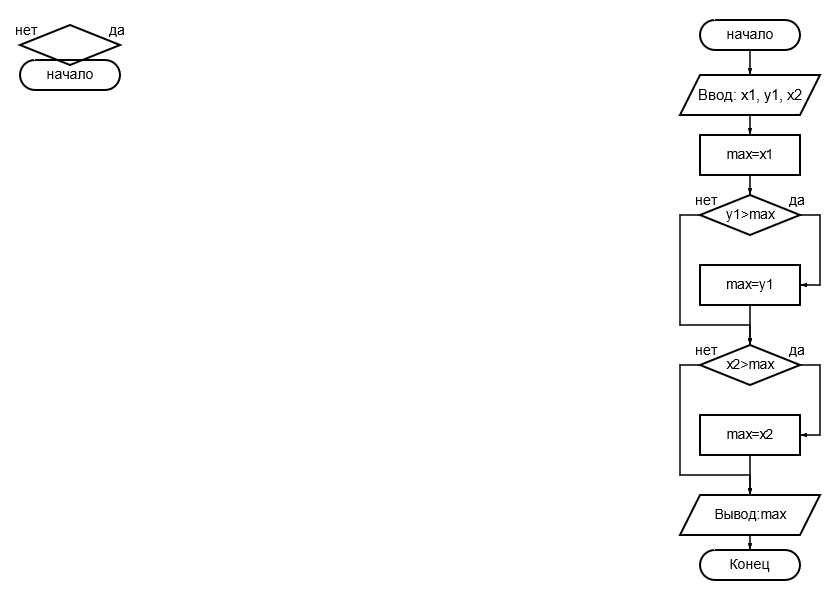 нет да
начало
начало
Ввод: x1, y1, x2
max=x1
нет да
y1>max
max=y1
нет да
x2>max
max=x2
Вывод:max
Конец